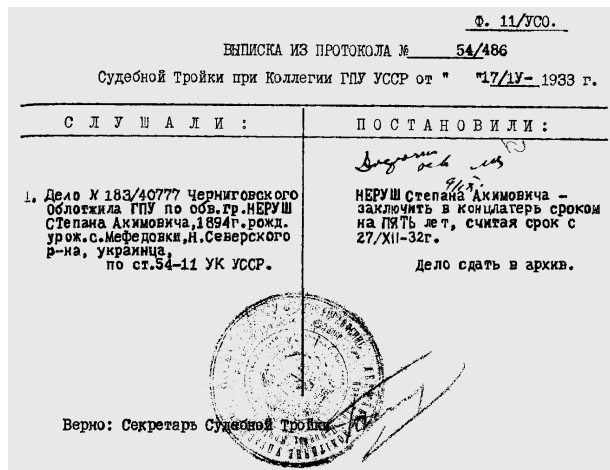 Ф. 11/УСО.
ВЫПИСКА ИЗ ПРОТОКОЛА № 54/486
Судебной Тройки при Коллегии ГПУ УССР от " "17/1У- 1933 г.
СЛУШАЛИ:
ПОСТАНОВИЛИ:
1. Дело № 183/40777 Черниговского
Облотжила ГПУ по обв.гр.НЕРУШ
СТепана Акимовича,1894г.рожд.
урож.с.Мефедовки,Н.Северского
р-на, украинца,
по ст.54-11 УК УССР.
НЕРУШ Степана Акимовича –
заключить в концлагерь сроком
на ПЯТЬ лет, считая срок с
27/ХІІ-32г.
Дело сдать в архив.
Верно: Секретарь Судебной Тройки